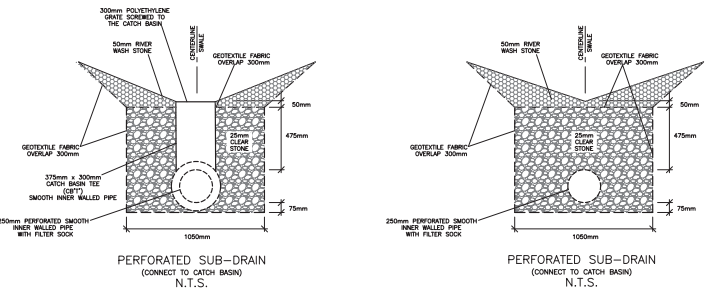 300mm POLYETHYLENE
GRATE SCREWED TO
THE CATCH BASIN
50mm RIVER
WASH STONE
CENTERLINE
SWALE
GEOTEXTILE FABRIC
OVERLAP 300mm
50mm
475mm
75mm
GEOTEXTILE FABRIC
OVERLAP 300mm
25mm
CLEAR
STONE
375mm x 300mm
CATCH BASIN TEE
(CB"T")
SMOOTH INNER WALLED PIPE
250mm PERFORATED SMOOTH
INNER WALLED PIPE
WITH FILTER SOCK
1050mm
PERFORATED SUB-DRAIN
(CONNECT TO CATCH BASIN)
N.T.S.
50mm RIVER
WASH STONE
CENTERLINE
SWALE
GEOTEXTILE FABRIC
OVERLAP 300mm
50mm
475mm
75mm
GEOTEXTILE FABRIC
OVERLAP 300mm
25mm
CLEAR
STONE
250mm PERFORATED SMOOTH
INNER WALLED PIPE
WITH FILTER SOCK
1050mm
PERFORATED SUB-DRAIN
(CONNECT TO CATCH BASIN)
N.T.S.